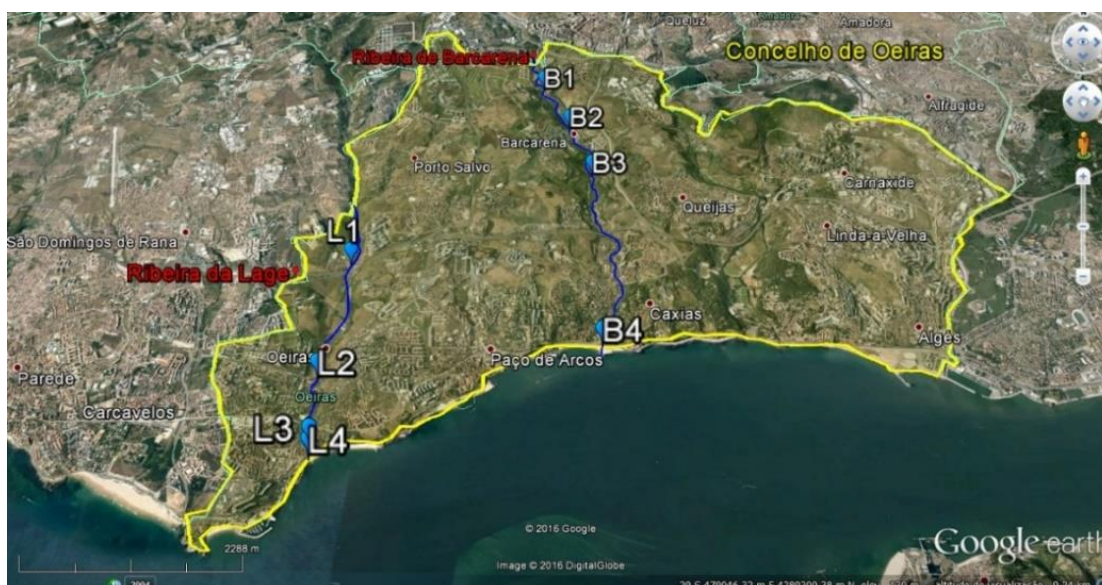 Queluz
Amadora
Amadora
Ribeira de Barcarena
Concelho de Oeiras
B1
Alfragide
B2
Barcarena
B3
Porto Salvo
Carnaxide
Queijas
L1
São Domingos de Rana
Linda-a-Velha
Ribeira da Lage
Caxias
B4
Algés
Oeiras
L2
Paço de Arcos
Parede
Oeiras
Carcavelos
L3
L4
© 2016 Google
2288 m
Google earth
Image © 2016 DigitalGlobe
2004